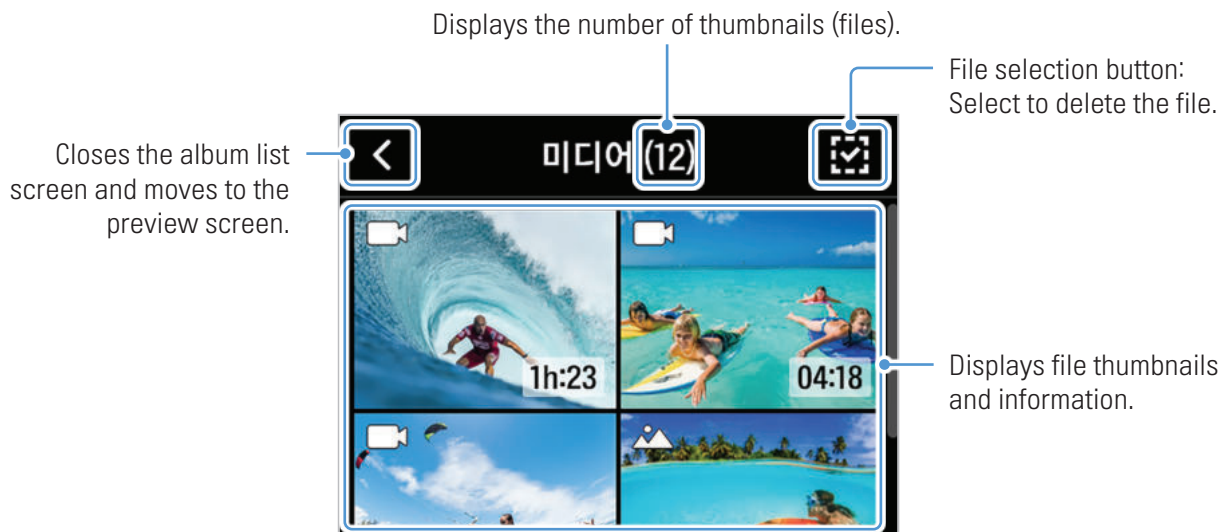 Displays the number of thumbnails (files).
File selection button:
Select to delete the file.
Closes the album list
screen and moves to the
preview screen.
미디어 (12)
1h:23
04:18
Displays file thumbnails
and information.